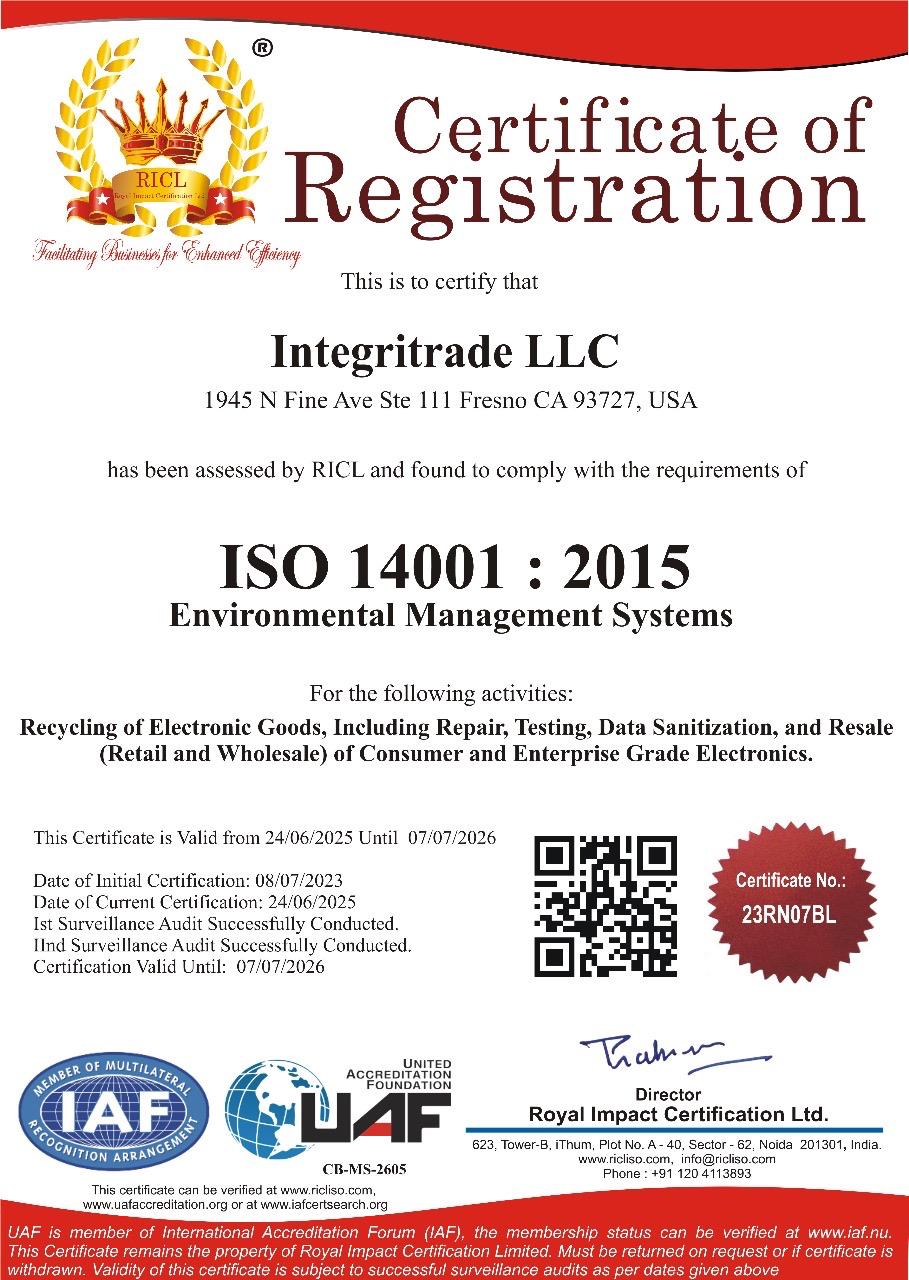 ®
RICL
Royal Impact Certification Ltd.
Facilitating Businesses for Enhanced Efficiency
Certificate of
Registration
This is to certify that
Integritrade LLC
1945 N Fine Ave Ste 111 Fresno CA 93727, USA
has been assessed by RICL and found to comply with the requirements of
ISO 14001 : 2015
Environmental Management Systems
For the following activities:
Recycling of Electronic Goods, Including Repair, Testing, Data Sanitization, and Resale
(Retail and Wholesale) of Consumer and Enterprise Grade Electronics.
This Certificate is Valid from 24/06/2025 Until 07/07/2026
Date of Initial Certification: 08/07/2023
Date of Current Certification: 24/06/2025
Ist Surveillance Audit Successfully Conducted.
IInd Surveillance Audit Successfully Conducted.
Certification Valid Until: 07/07/2026
Certificate No.:
23RN07BL
MEMBER OF MULTILATERAL
IAF
RECOGNITION ARRANGEMENT
UNITED
ACCREDITATION
FOUNDATION
UAF
CB-MS-2605
This certificate can be verified at www.ricliso.com,
www.uafaccreditation.org or at www.iafcertsearch.org
Director
Royal Impact Certification Ltd.
623, Tower-B, iThum, Plot No. A - 40, Sector - 62, Noida 201301, India.
www.ricliso.com, info@ricliso.com
Phone : +91 120 4113893
UAF is member of International Accreditation Forum (IAF), the membership status can be verified at www.iaf.nu.
This Certificate remains the property of Royal Impact Certification Limited. Must be returned on request or if certificate is
withdrawn. Validity of this certificate is subject to successful surveillance audits as per dates given above